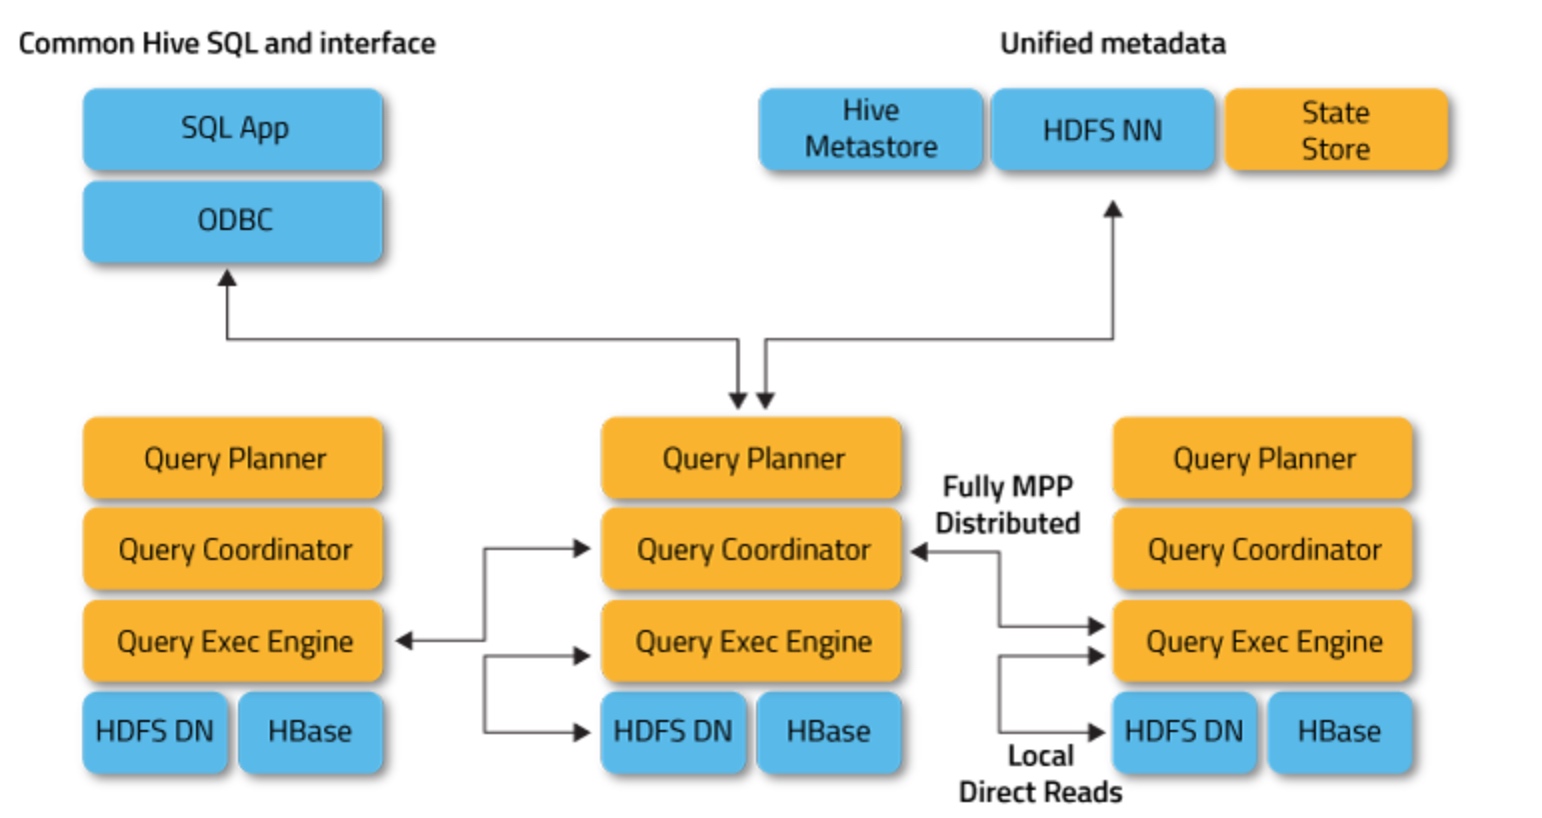 Common Hive SQL and interface
Unified metadata
SQL App
ODBC
Hive
Metastore
HDFS NN
State
Store
Query Planner
Query Coordinator
Query Exec Engine
HDFS DN
HBase
Query Planner
Query Coordinator
Query Exec Engine
HDFS DN
HBase
Fully MPP
Distributed
Local
Direct Reads
Query Planner
Query Coordinator
Query Exec Engine
HDFS DN
HBase